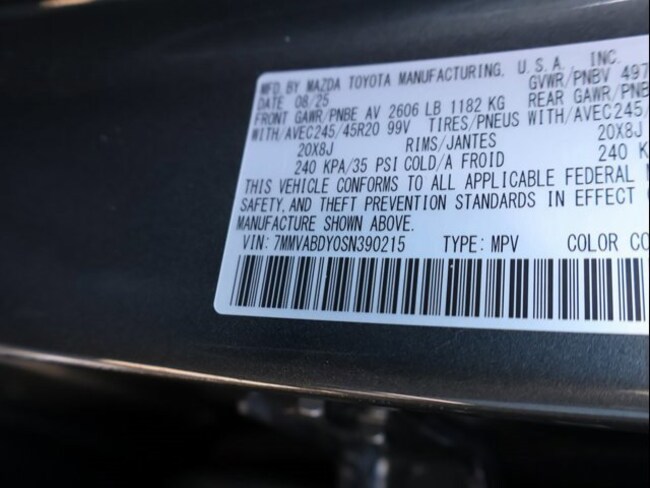 MFD. BY MAZDA TOYOTA MANUFACTURING, U.S.A., INC.
DATE 08/25 GVWR/PNBV 497
FRONT GAWR/PNBE AV 2606 LB 1182 KG REAR GAWR/PNB
WITH/AVEC245/45R20 99V TIRES/PNEUS WITH/AVEC245/
20X8J RIMS/JANTES 20X8J
240 KPA/35 PSI COLD/A FROID 240 K
THIS VEHICLE CONFORMS TO ALL APPLICABLE FEDERAL M
SAFETY, AND THEFT PREVENTION STANDARDS IN EFFECT O
MANUFACTURE SHOWN ABOVE.
VIN: 7MMVABDY0SN390215 TYPE: MPV COLOR CO